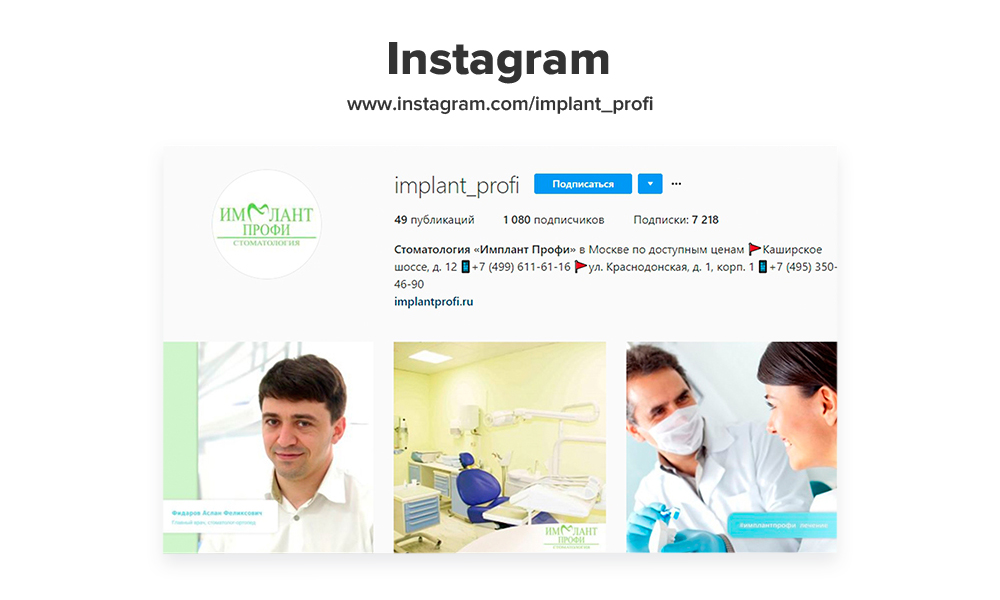 Instagram
www.instagram.com/implant_profi
implant_profi
Подписаться
49 публикаций 1 080 подписчиков Подписки: 7 218
Стоматология «Имплант Профи» в Москве по доступным ценам Каширское
шоссе, д. 12 +7 (499) 611-61-16 ул. Краснодонская, д. 1, корп. 1 +7 (495) 350-
46-90
implantprofi.ru
ИМПЛАНТ
ПРОФИ
СТОМАТОЛОГИЯ
Фидаров Аслан Феликсович
Главный врач, стоматолог-ортопед
ИМПЛАНТ
ПРОФИ
СТОМАТОЛОГИЯ
#имплантпрофи лечение